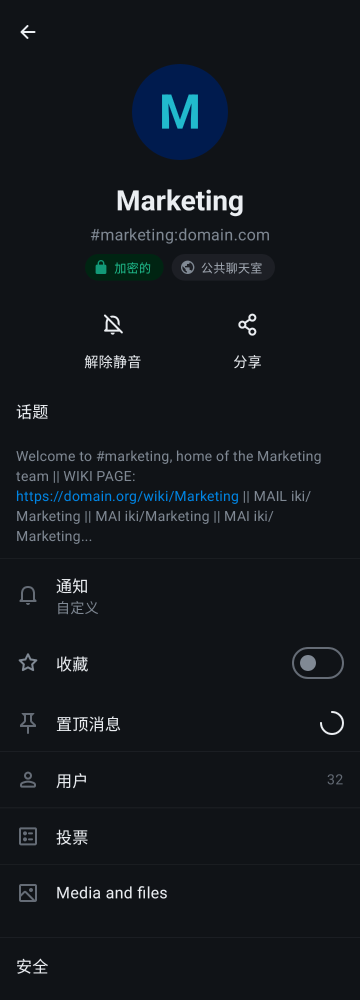 M
Marketing
#marketing:domain.com
加密的 公共聊天室
解除静音 分享
话题
Welcome to #marketing, home of the Marketing
team || WIKI PAGE:
https://domain.org/wiki/Marketing || MAIL iki/
Marketing || MAI iki/Marketing || MAI iki/
Marketing...
通知
自定义
收藏
置顶消息
用户 32
投票
Media and files
安全